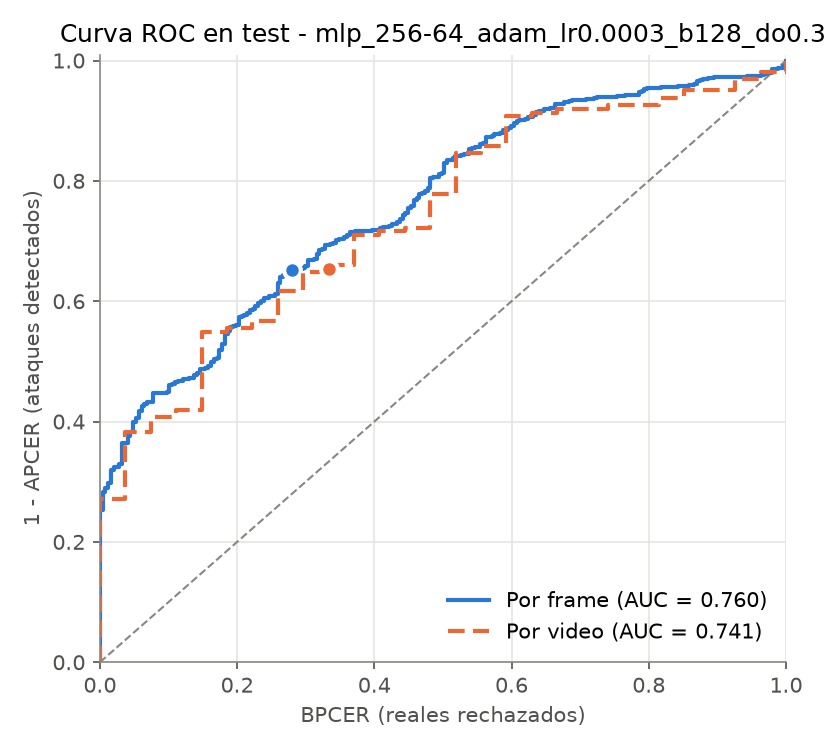 Curva ROC en test - mlp_256-64_adam_lr0.0003_b128_do0.3
1.0
0.8
0.6
0.4
0.2
0.0
1 - APCER (ataques detectados)
Por frame (AUC = 0.760)
Por video (AUC = 0.741)
0.0 0.2 0.4 0.6 0.8 1.0
BPCER (reales rechazados)